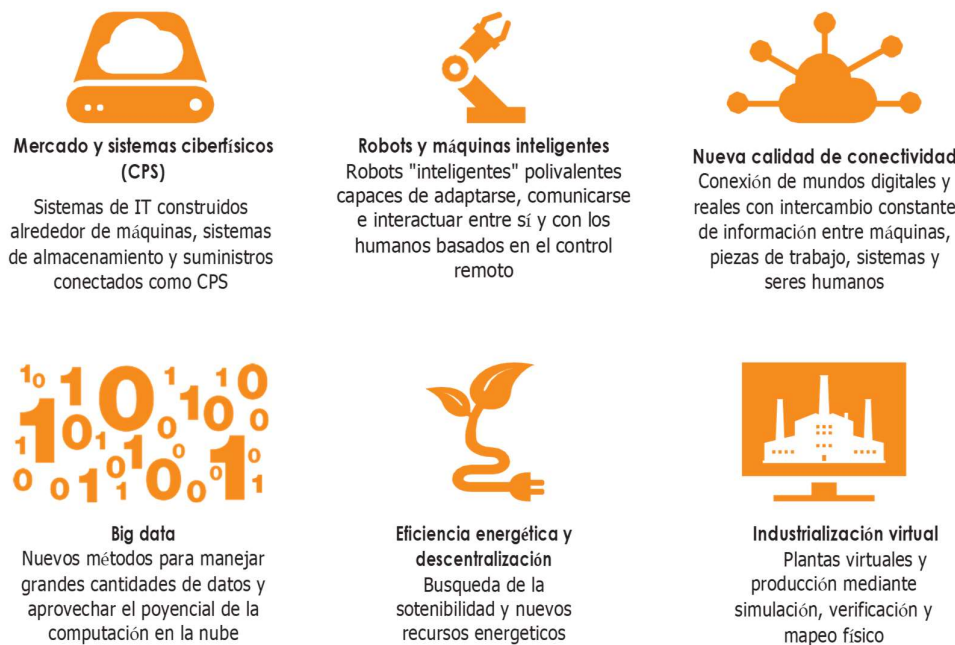 Mercado y sistemas ciberfísicos
(CPS)
Sistemas de IT construidos
alrededor de máquinas, sistemas
de almacenamiento y suministros
conectados como CPS
Robots y máquinas inteligentes
Robots "inteligentes" polivalentes
capaces de adaptarse, comunicarse
e interactuar entre sí y con los
humanos basados en el control
remoto
Nueva calidad de conectividad
Conexión de mundos digitales y
reales con intercambio constante
de información entre máquinas,
piezas de trabajo, sistemas y
seres humanos
Big data
Nuevos métodos para manejar
grandes cantidades de datos y
aprovechar el poyencial de la
computación en la nube
Eficiencia energética y
descentralización
Busqueda de la
sotenibilidad y nuevos
recursos energeticos
Industrialización virtual
Plantas virtuales y
producción mediante
simulación, verificación y
mapeo físico